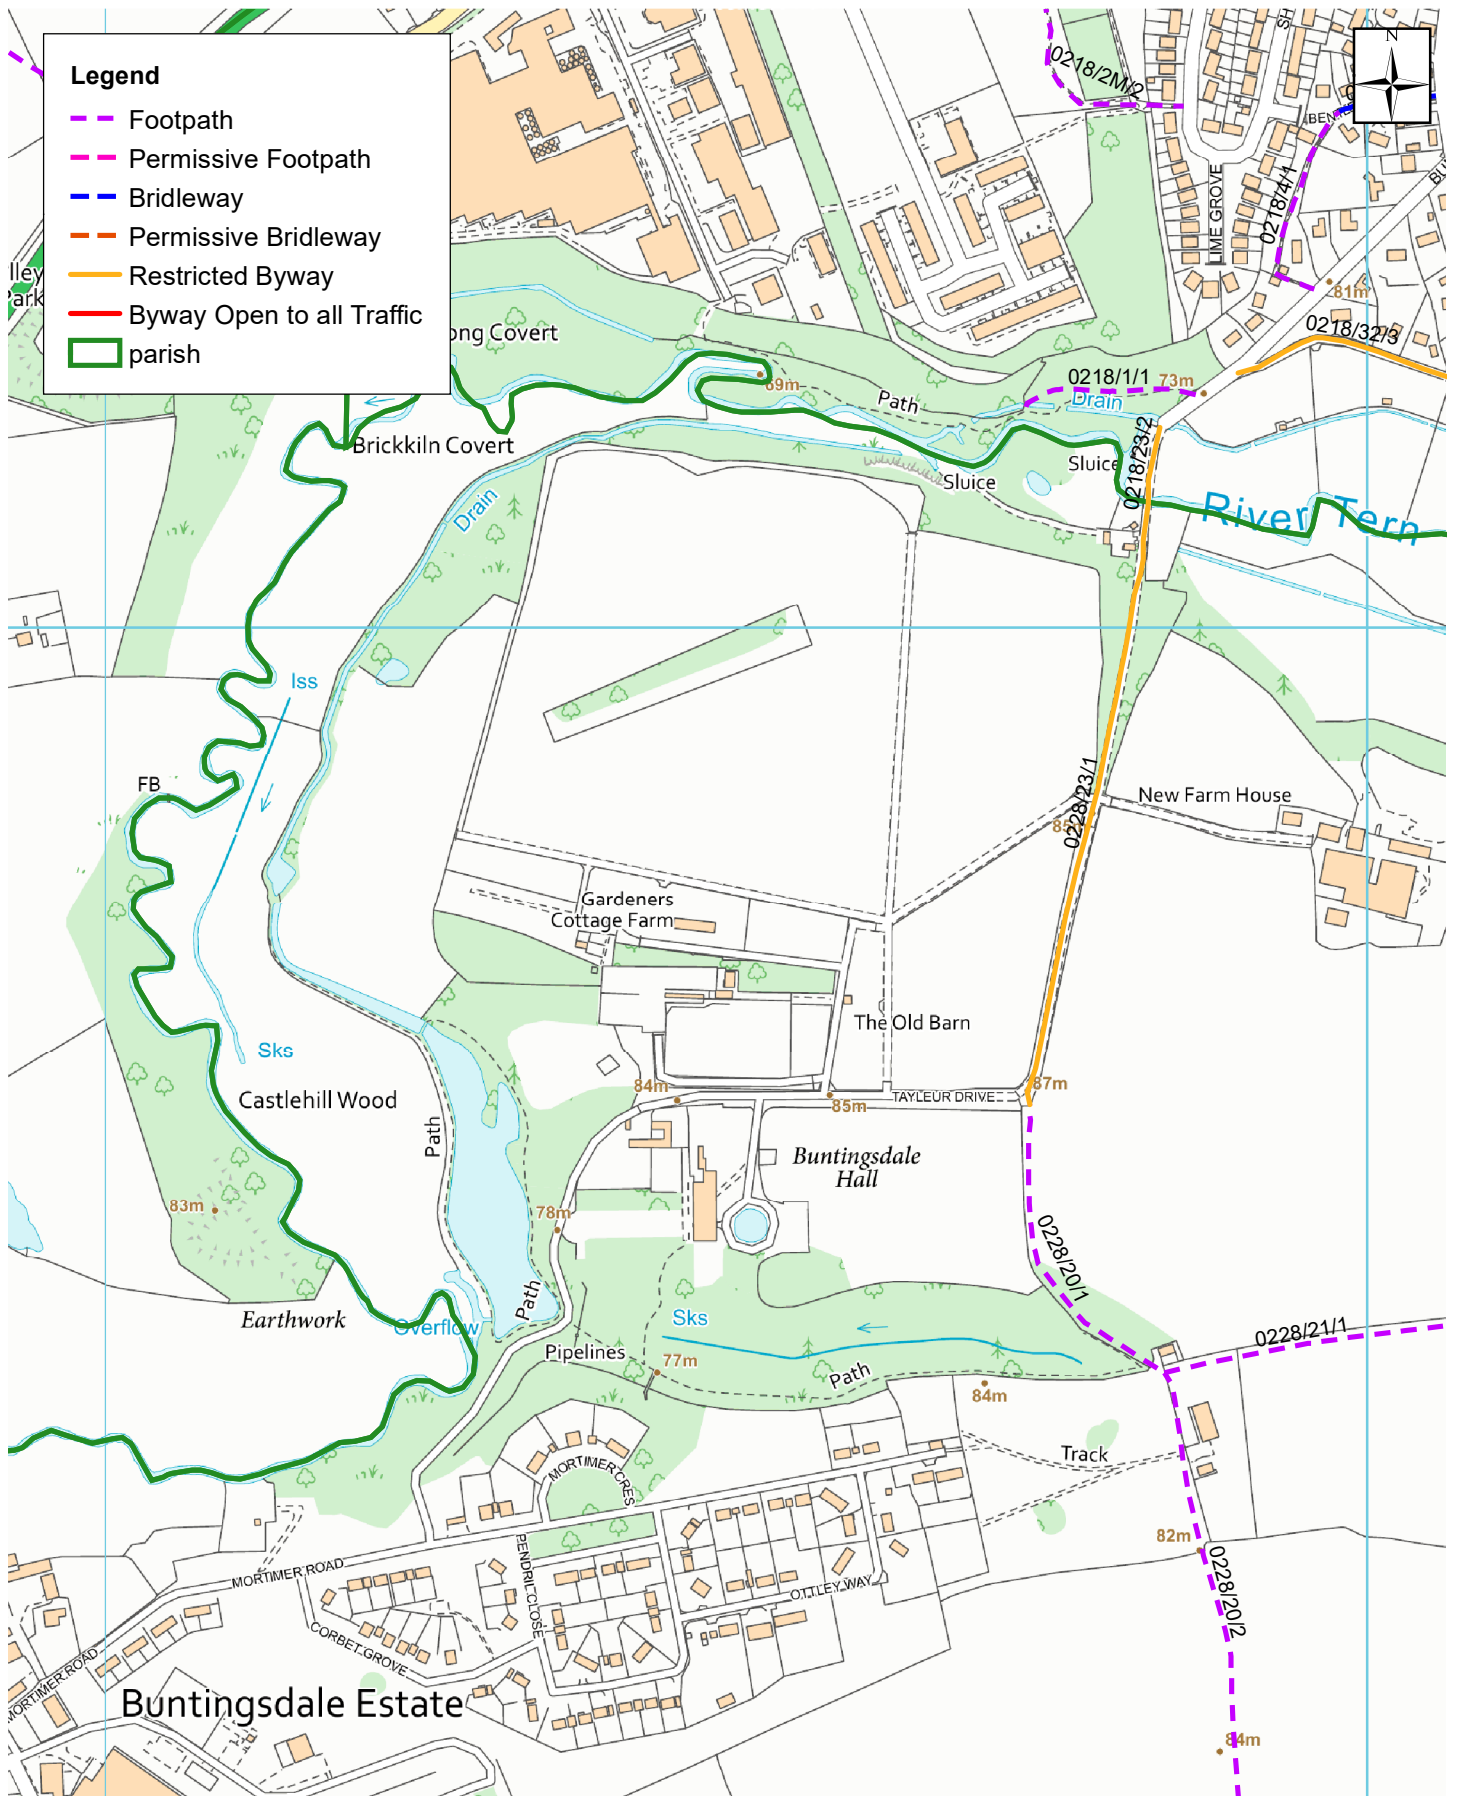 Legend
Footpath
Permissive Footpath
Bridleway
Permissive Bridleway
Restricted Byway
Byway Open to all Traffic
parish
N
SH
0218/2M/2
LIME GROVE
0218/4/1
81m
0218/32/3
lley
Park
ong Covert
69m
Path
0218/1/1
73m
Drain
Brickkiln Covert
Sluice
Sluice
0218/23/2
River Tern
Drain
Iss
FB
New Farm House
0228/23/1
Gardeners
Cottage Farm
The Old Barn
Sks
Castlehill Wood
Path
84m
85m
TAYLEUR DRIVE
87m
Buntingsdale
Hall
83m
78m
0228/20/1
Earthwork
Overflow
Path
Sks
Pipelines
77m
Path
84m
0228/21/1
Track
MORTIMER CRES
82m
0228/20/2
MORTIMER ROAD
PENDRIL CLOSE
OTTLEY WAY
CORBET GROVE
MORTIMER ROAD
Buntingsdale Estate
84m